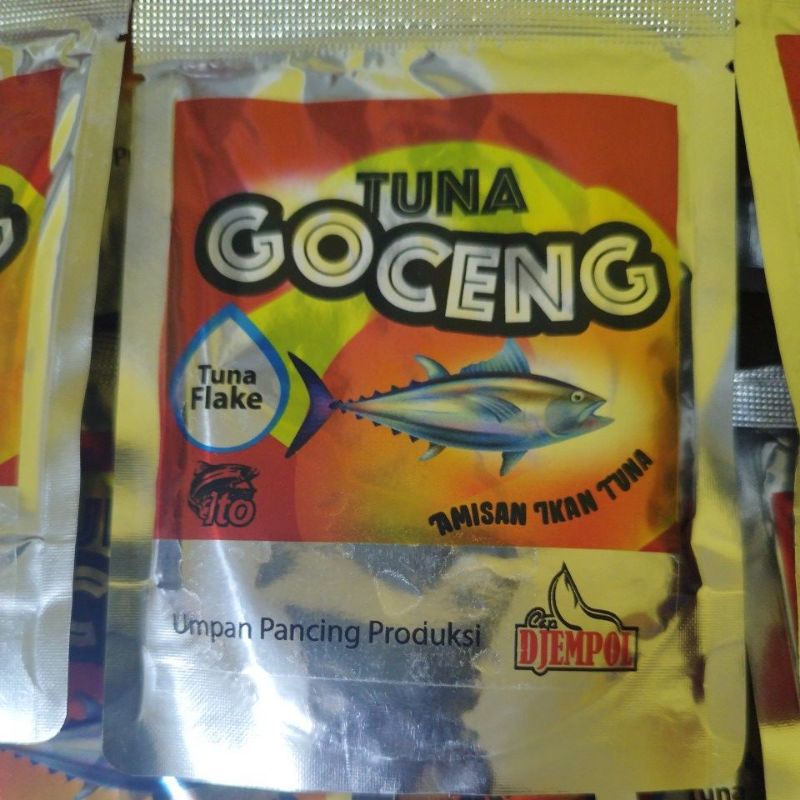 TUNA
GOCENG
Tuna
Flake
Ito
AMISAN IKAN TUNA
Umpan Pancing Produksi
Cap
DJEMPOL